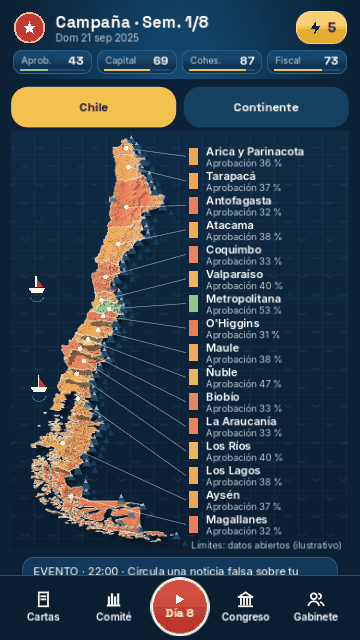 Campaña · Sem. 1/8
Dom 21 sep 2025
5
Aprob. 43
Capital 69
Cohes. 87
Fiscal 73
Chile
Continente
Arica y Parinacota
Aprobación 36 %
Tarapacá
Aprobación 37 %
Antofagasta
Aprobación 32 %
Atacama
Aprobación 38 %
Coquimbo
Aprobación 33 %
Valparaíso
Aprobación 40 %
Metropolitana
Aprobación 53 %
O'Higgins
Aprobación 31 %
Maule
Aprobación 38 %
Ñuble
Aprobación 47 %
Biobío
Aprobación 33 %
La Araucanía
Aprobación 33 %
Los Ríos
Aprobación 40 %
Los Lagos
Aprobación 38 %
Aysén
Aprobación 37 %
Magallanes
Aprobación 32 %
Límites: datos abiertos (ilustrativo)
EVENTO · 22:00 · Circula una noticia falsa sobre tu
Cartas
Comité
Día 8
Congreso
Gabinete